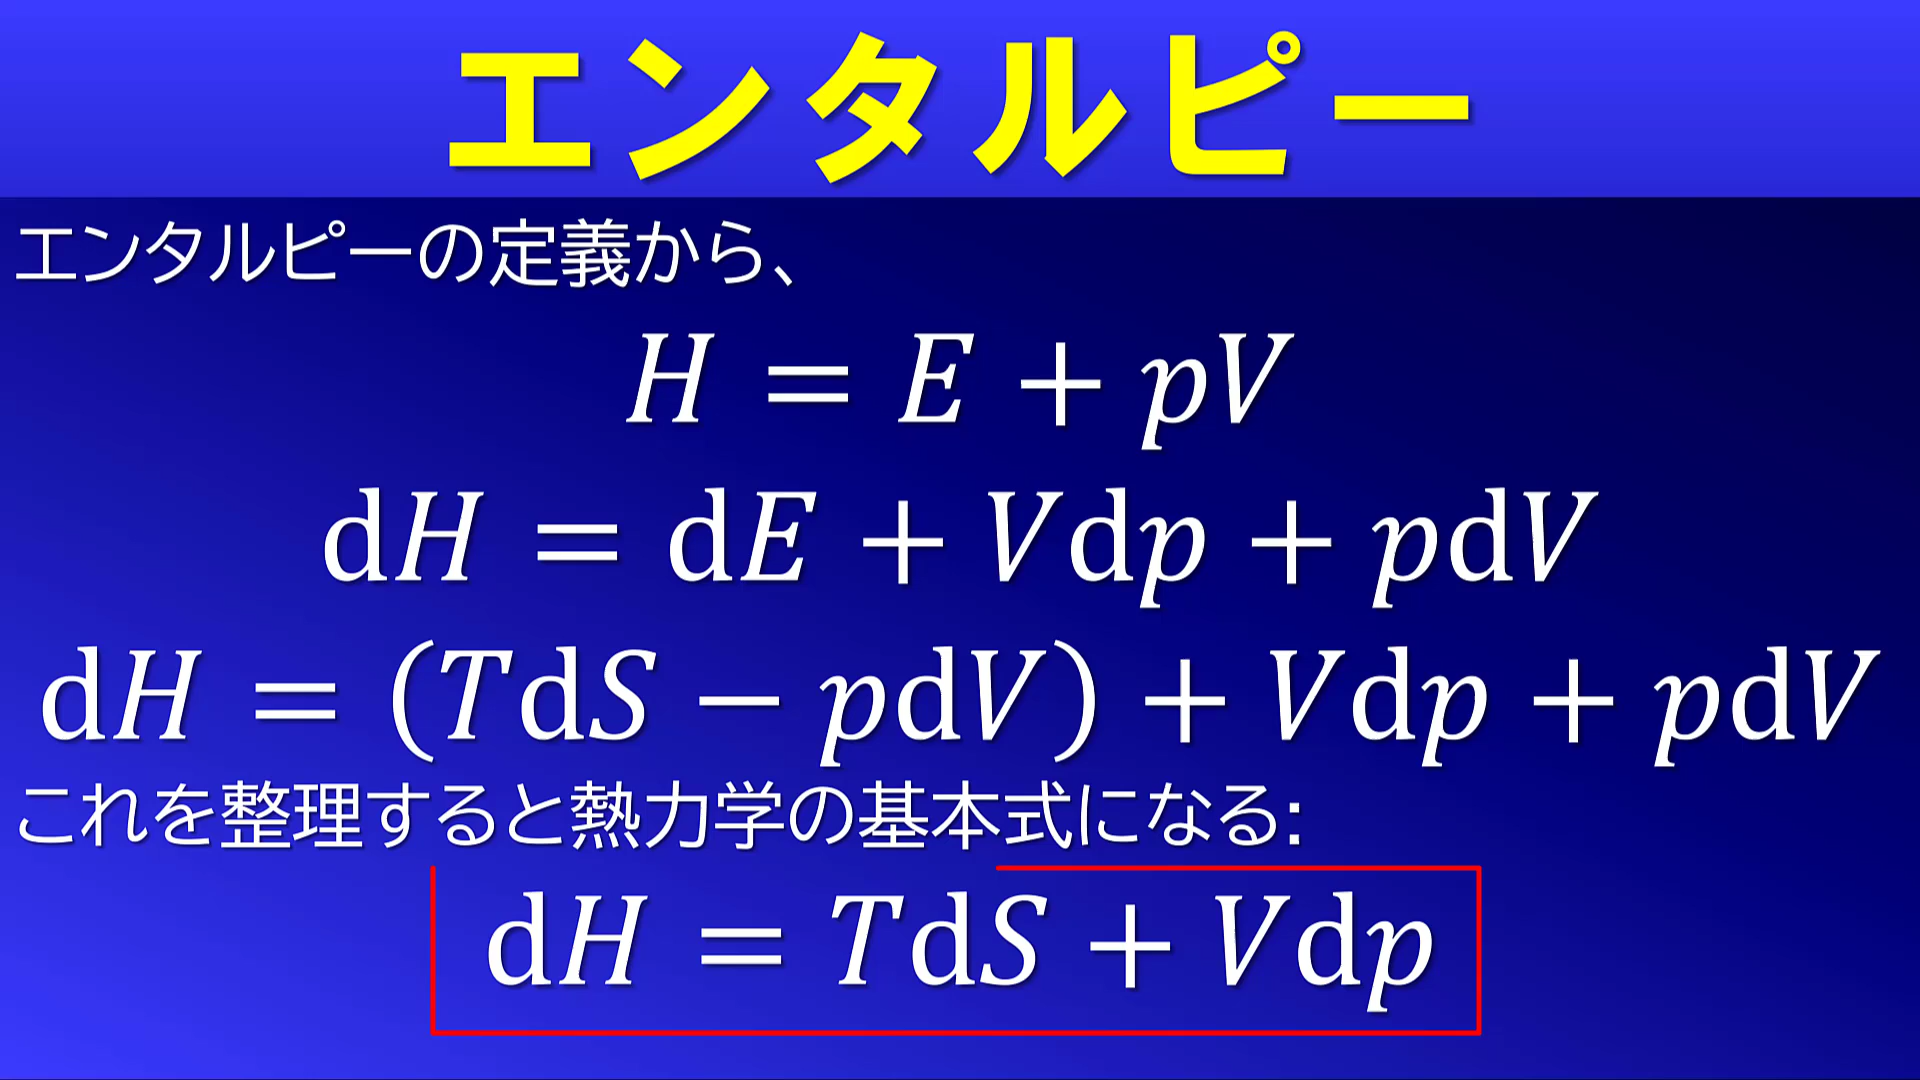 エンタルピー
エンタルピーの定義から、
H = E + pV
dH = dE + Vdp + pdV
dH = (TdS − pdV) + Vdp + pdV
これを整理すると熱力学の基本式になる:
dH = TdS + Vdp